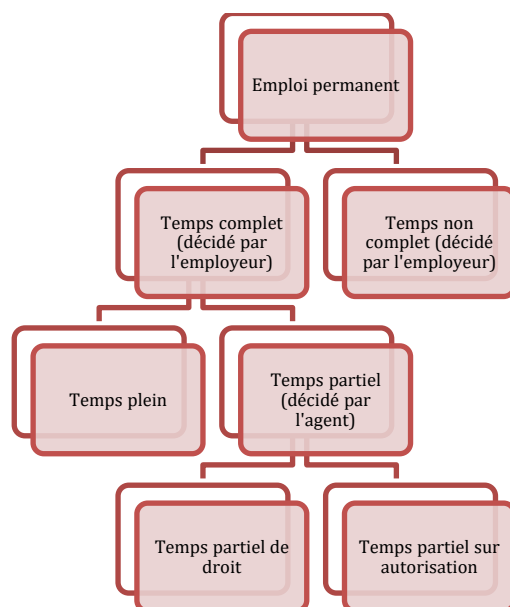 Emploi permanent
Temps complet
(décidé par
l'employeur)
Temps non
complet (décidé
par l'employeur)
Temps plein
Temps partiel
(décidé par
l'agent)
Temps partiel de
droit
Temps partiel sur
autorisation